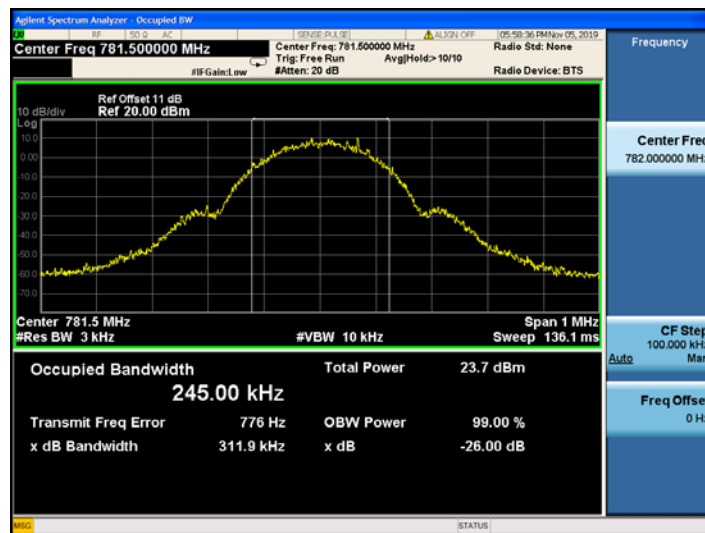 Agilent Spectrum Analyzer - Occupied BW
RF 50 Ω AC SENSE:PULSE ALIGN OFF 05:58:36 PM Nov 05, 2019
Center Freq 781.500000 MHz Center Freq: 781.500000 MHz Radio Std: None Frequency
Trig: Free Run Avg|Hold:> 10/10
#IFGain:Low #Atten: 20 dB Radio Device: BTS
Ref Offset 11 dB
10 dB/div Ref 20.00 dBm
Log
10.0
0.00
-10.0
-20.0
-30.0
-40.0
-50.0
-60.0
-70.0
Center Freq
782.000000 MHz
Center 781.5 MHz Span 1 MHz
#Res BW 3 kHz #VBW 10 kHz Sweep 136.1 ms
CF Step
100.000 kHz
Auto Man
Occupied Bandwidth Total Power 23.7 dBm
245.00 kHz
Transmit Freq Error 776 Hz OBW Power 99.00 %
x dB Bandwidth 311.9 kHz x dB -26.00 dB
Freq Offse
0 H
MSG STATUS